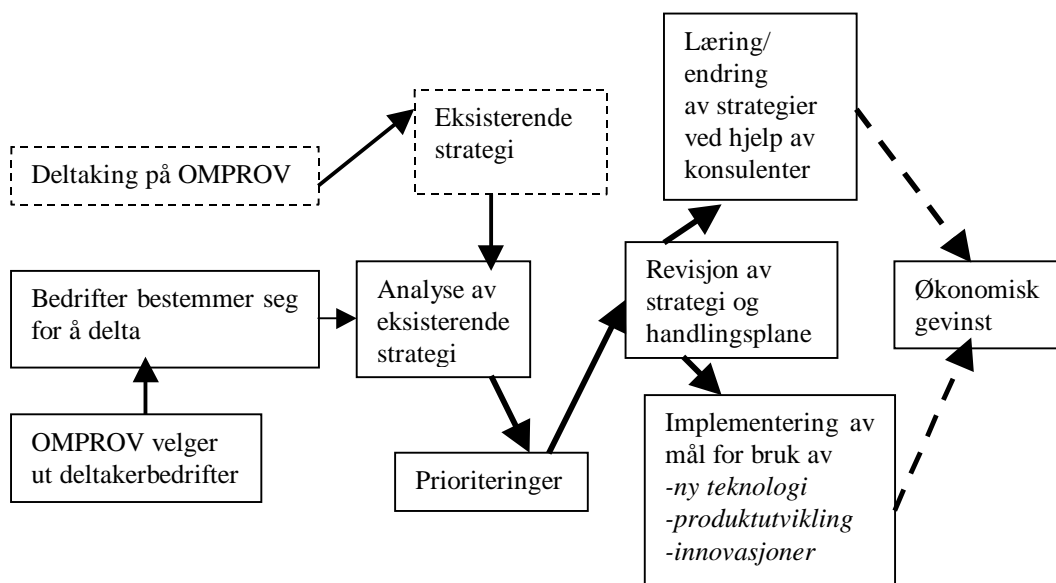 Deltaking på OMPROV
Eksisterende
strategi
Bedrifter bestemmer seg
for å delta
OMPROV velger
ut deltakerbedrifter
Analyse av
eksisterende
strategi
Prioriteringer
Læring/
endring
av strategier
ved hjelp av
konsulenter
Revisjon av
strategi og
handlingsplane
Implementering av
mål for bruk av
-ny teknologi
-produktutvikling
-innovasjoner
Økonomisk
gevinst